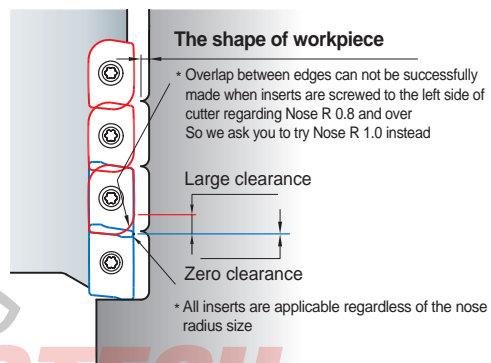 The shape of workpiece
* Overlap between edges can not be successfully
made when inserts are screwed to the left side of
cutter regarding Nose R 0.8 and over
So we ask you to try Nose R 1.0 instead
Large clearance
Zero clearance
* All inserts are applicable regardless of the nose
radius size